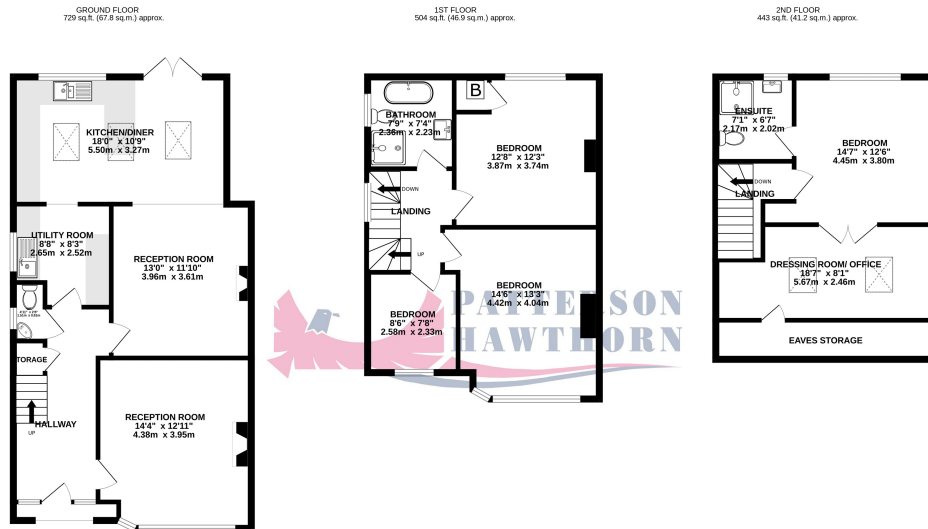 GROUND FLOOR
729 sq.ft. (67.8 sq.m.) approx.
KITCHEN/DINER
18'0" x 10'9"
5.50m x 3.27m
UTILITY ROOM
8'8" x 8'3"
2.65m x 2.52m
RECEPTION ROOM
13'0" x 11'10"
3.96m x 3.61m
STORAGE
UP
HALLWAY
RECEPTION ROOM
14'4" x 12'11"
4.38m x 3.95m
1ST FLOOR
504 sq.ft. (46.9 sq.m.) approx.
B
BATHROOM
7'9" x 7'4"
2.36m x 2.23m
BEDROOM
12'8" x 12'3"
3.87m x 3.74m
DOWN
LANDING
UP
BEDROOM
14'6" x 13'3"
4.42m x 4.04m
BEDROOM
8'6" x 7'8"
2.58m x 2.33m
PATTERSON
HAWTHORN
2ND FLOOR
443 sq.ft. (41.2 sq.m.) approx.
ENSUITE
7'1" x 6'7"
2.17m x 2.02m
BEDROOM
14'7" x 12'6"
4.45m x 3.80m
DOWN
LANDING
DRESSING ROOM/ OFFICE
18'7" x 8'1"
5.67m x 2.46m
EAVES STORAGE